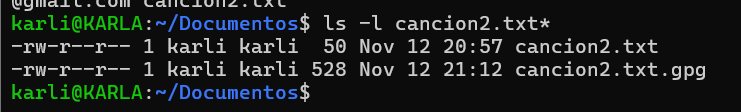 @gmail.com cancion2.txt
karli@KARLA:~/Documentos$ ls -l cancion2.txt*
-rw-r--r-- 1 karli karli  50 Nov 12 20:57 cancion2.txt
-rw-r--r-- 1 karli karli 528 Nov 12 21:12 cancion2.txt.gpg
karli@KARLA:~/Documentos$